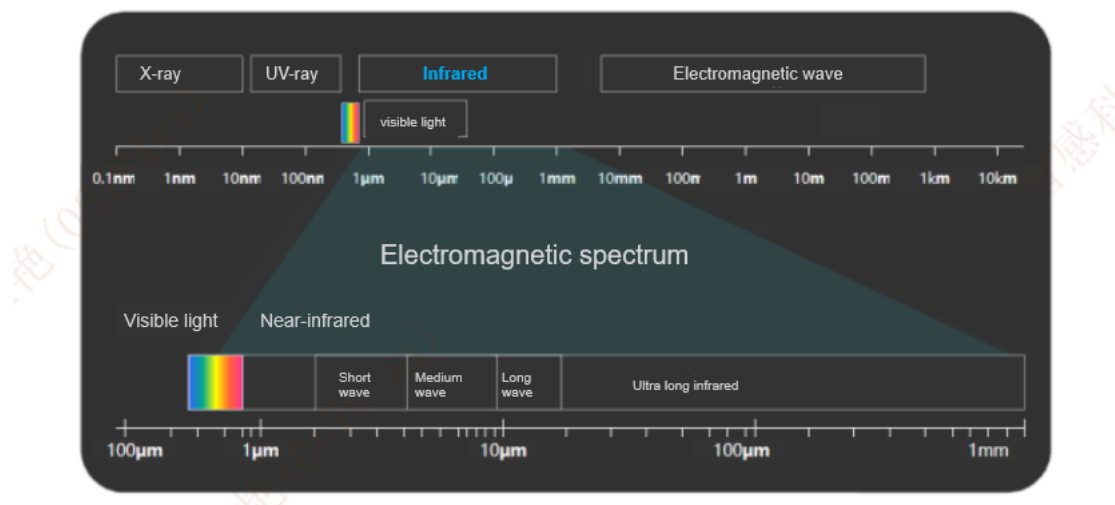 X-ray
UV-ray
Infrared
Electromagnetic wave
visible light
0.1nm 1nm 10nm 100nm 1μm 10μm 100μ 1mm 10mm 100m 1m 10m 100m 1km 10km
Electromagnetic spectrum
Visible light
Near-infrared
Short
wave
Medium
wave
Long
wave
Ultra long infrared
100μm 1μm 10μm 100μm 1mm